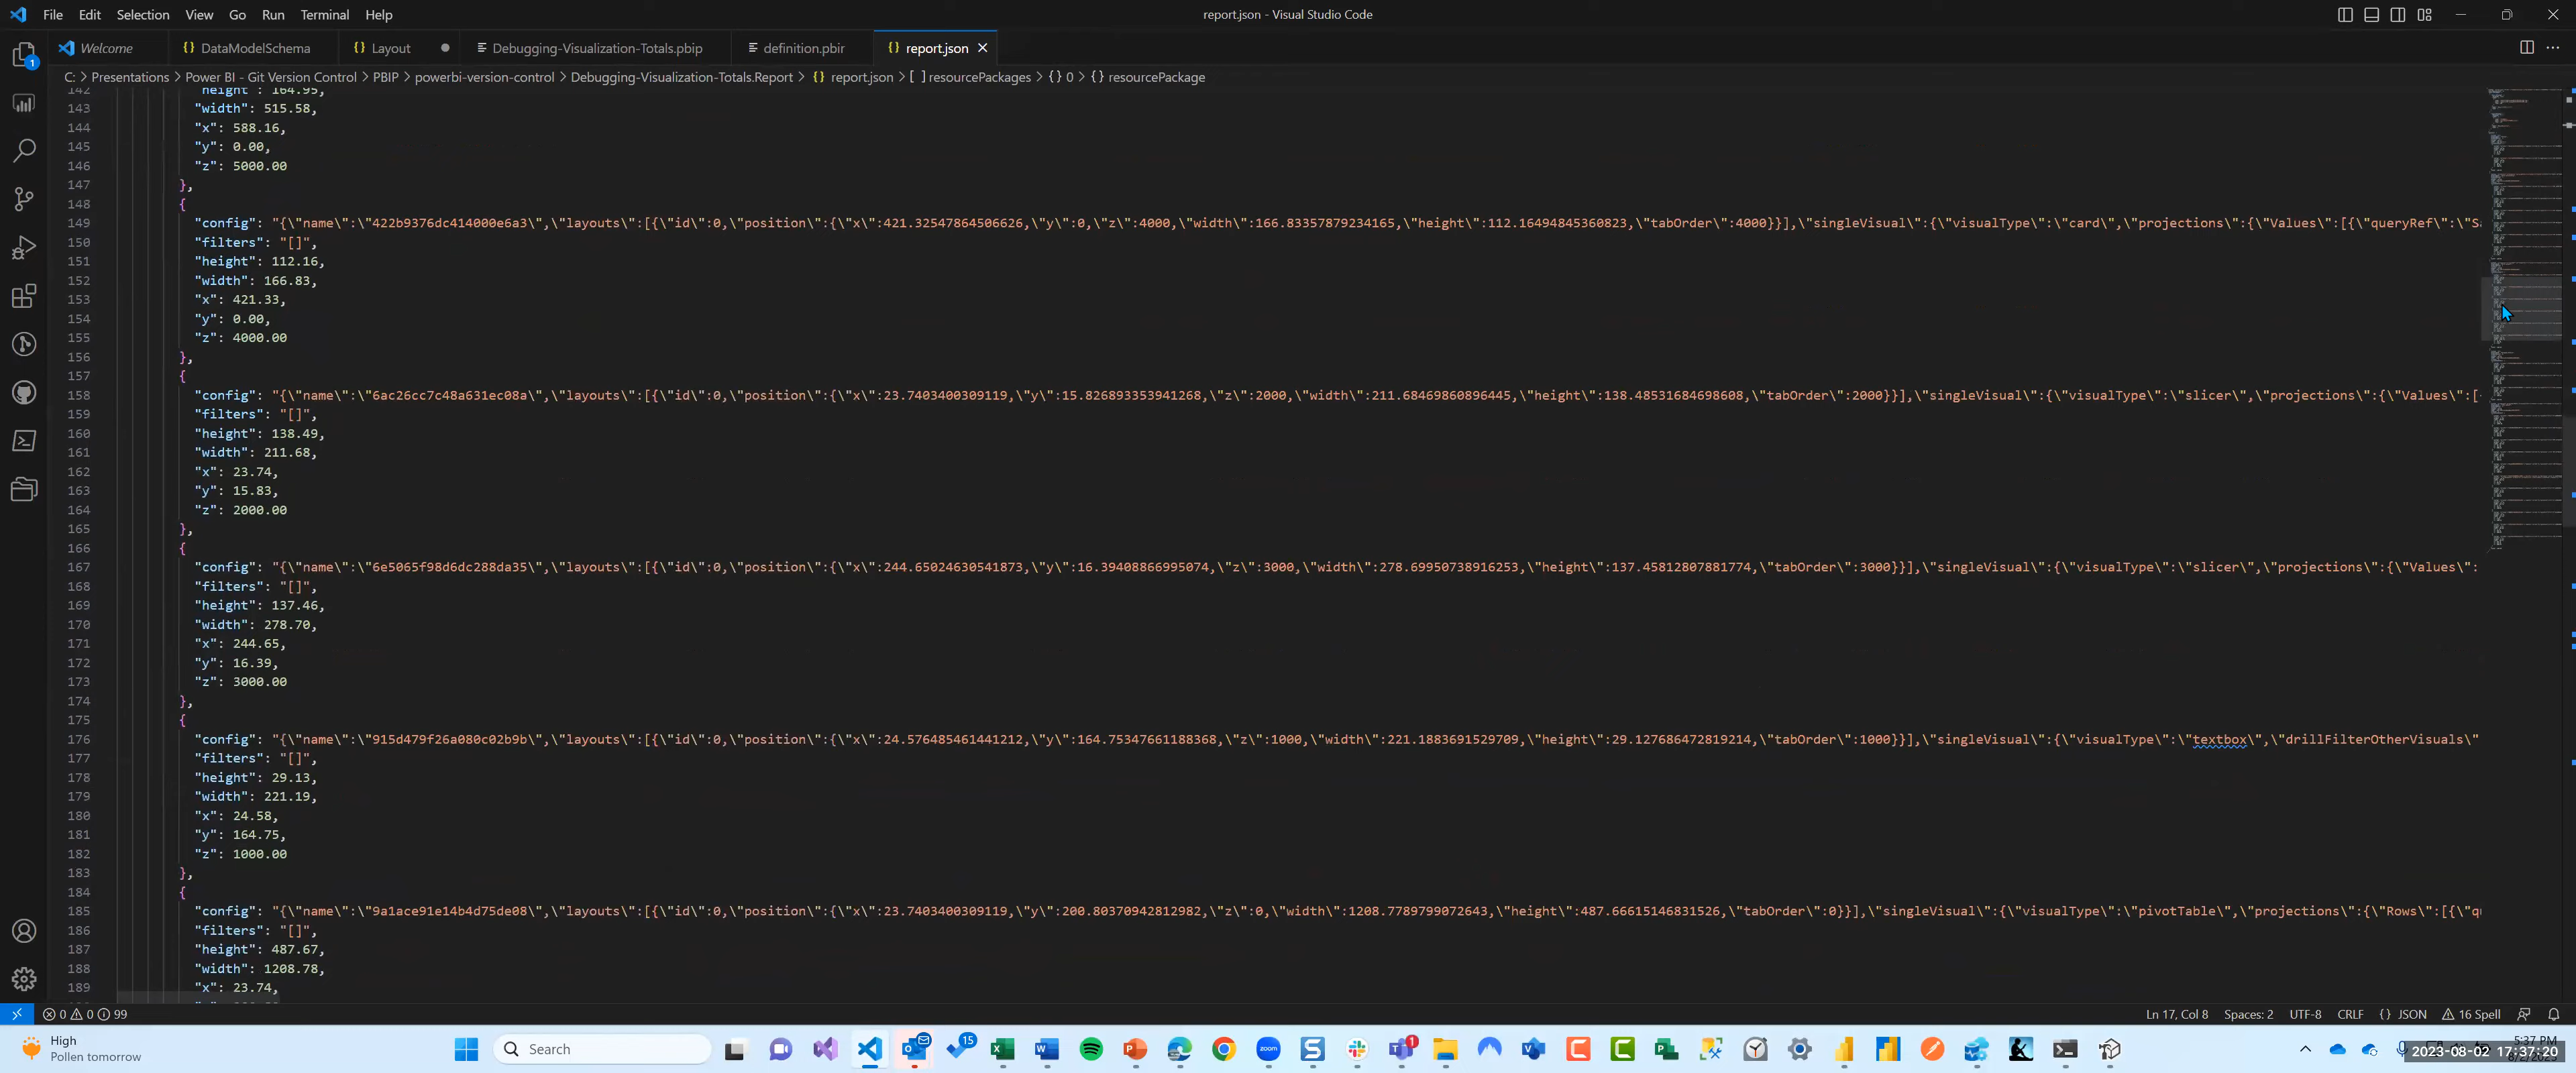 File Edit Selection View Go Run Terminal Help
report.json - Visual Studio Code
Welcome
DataModelSchema
Layout
Debugging-Visualization-Totals.pbip
definition.pbir
report.json
C: > Presentations > Power BI - Git Version Control > PBIP > powerbi-version-control > Debugging-Visualization-Totals.Report > {} report.json > [ ] resourcePackages > {} 0 > {} resourcePackage
142 "height": 164.95,
143 "width": 515.58,
144 "x": 588.16,
145 "y": 0.00,
146 "z": 5000.00
147 },
148 {
149 "config": "{\"name\":\"422b9376dc414000e6a3\",\"layouts\":[{\"id\":0,\"position\":{\"x\":421.32547864506626,\"y\":0,\"z\":4000,\"width\":166.83357879234165,\"height\":112.16494845360823,\"tabOrder\":4000}}],\"singleVisual\":{\"visualType\":\"card\",\"projections\":{\"Values\":[{\"queryRef\":\"Sa
150 "filters": "[]",
151 "height": 112.16,
152 "width": 166.83,
153 "x": 421.33,
154 "y": 0.00,
155 "z": 4000.00
156 },
157 {
158 "config": "{\"name\":\"6ac26cc7c48a631ec08a\",\"layouts\":[{\"id\":0,\"position\":{\"x\":23.7403400309119,\"y\":15.826893353941268,\"z\":2000,\"width\":211.68469860896445,\"height\":138.48531684698608,\"tabOrder\":2000}}],\"singleVisual\":{\"visualType\":\"slicer\",\"projections\":{\"Values\":[
159 "filters": "[]",
160 "height": 138.49,
161 "width": 211.68,
162 "x": 23.74,
163 "y": 15.83,
164 "z": 2000.00
165 },
166 {
167 "config": "{\"name\":\"6e5065f98d6dc288da35\",\"layouts\":[{\"id\":0,\"position\":{\"x\":244.65024630541873,\"y\":16.39408866995074,\"z\":3000,\"width\":278.69950738916253,\"height\":137.45812807881774,\"tabOrder\":3000}}],\"singleVisual\":{\"visualType\":\"slicer\",\"projections\":{\"Values\":
168 "filters": "[]",
169 "height": 137.46,
170 "width": 278.70,
171 "x": 244.65,
172 "y": 16.39,
173 "z": 3000.00
174 },
175 {
176 "config": "{\"name\":\"915d479f26a080c02b9b\",\"layouts\":[{\"id\":0,\"position\":{\"x\":24.576485461441212,\"y\":164.75347661188368,\"z\":1000,\"width\":221.1883691529709,\"height\":29.127686472819214,\"tabOrder\":1000}}],\"singleVisual\":{\"visualType\":\"textbox\",\"drillFilterOtherVisuals\"
177 "filters": "[]",
178 "height": 29.13,
179 "width": 221.19,
180 "x": 24.58,
181 "y": 164.75,
182 "z": 1000.00
183 },
184 {
185 "config": "{\"name\":\"9a1ace91e14b4d75de08\",\"layouts\":[{\"id\":0,\"position\":{\"x\":23.7403400309119,\"y\":200.80370942812982,\"z\":0,\"width\":1208.7789799072643,\"height\":487.66615146831526,\"tabOrder\":0}}],\"singleVisual\":{\"visualType\":\"pivotTable\",\"projections\":{\"Rows\":[{\"qu
186 "filters": "[]",
187 "height": 487.67,
188 "width": 1208.78,
189 "x": 23.74,
0 0 99
Ln 17, Col 8 Spaces: 2 UTF-8 CRLF {} JSON 16 Spell
High
Pollen tomorrow
Search
15
1
zoom
5:37 PM
2023-08-02 17:37:20